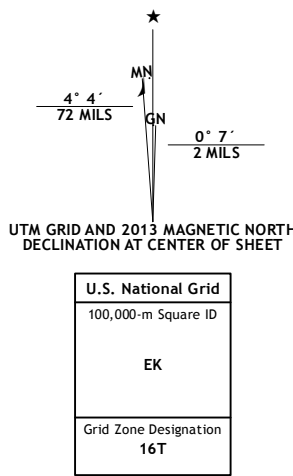 MN
4° 4´
72 MILS
GN
0° 7´
2 MILS
UTM GRID AND 2013 MAGNETIC NORTH
DECLINATION AT CENTER OF SHEET
U.S. National Grid
100,000-m Square ID
EK
Grid Zone Designation
16T